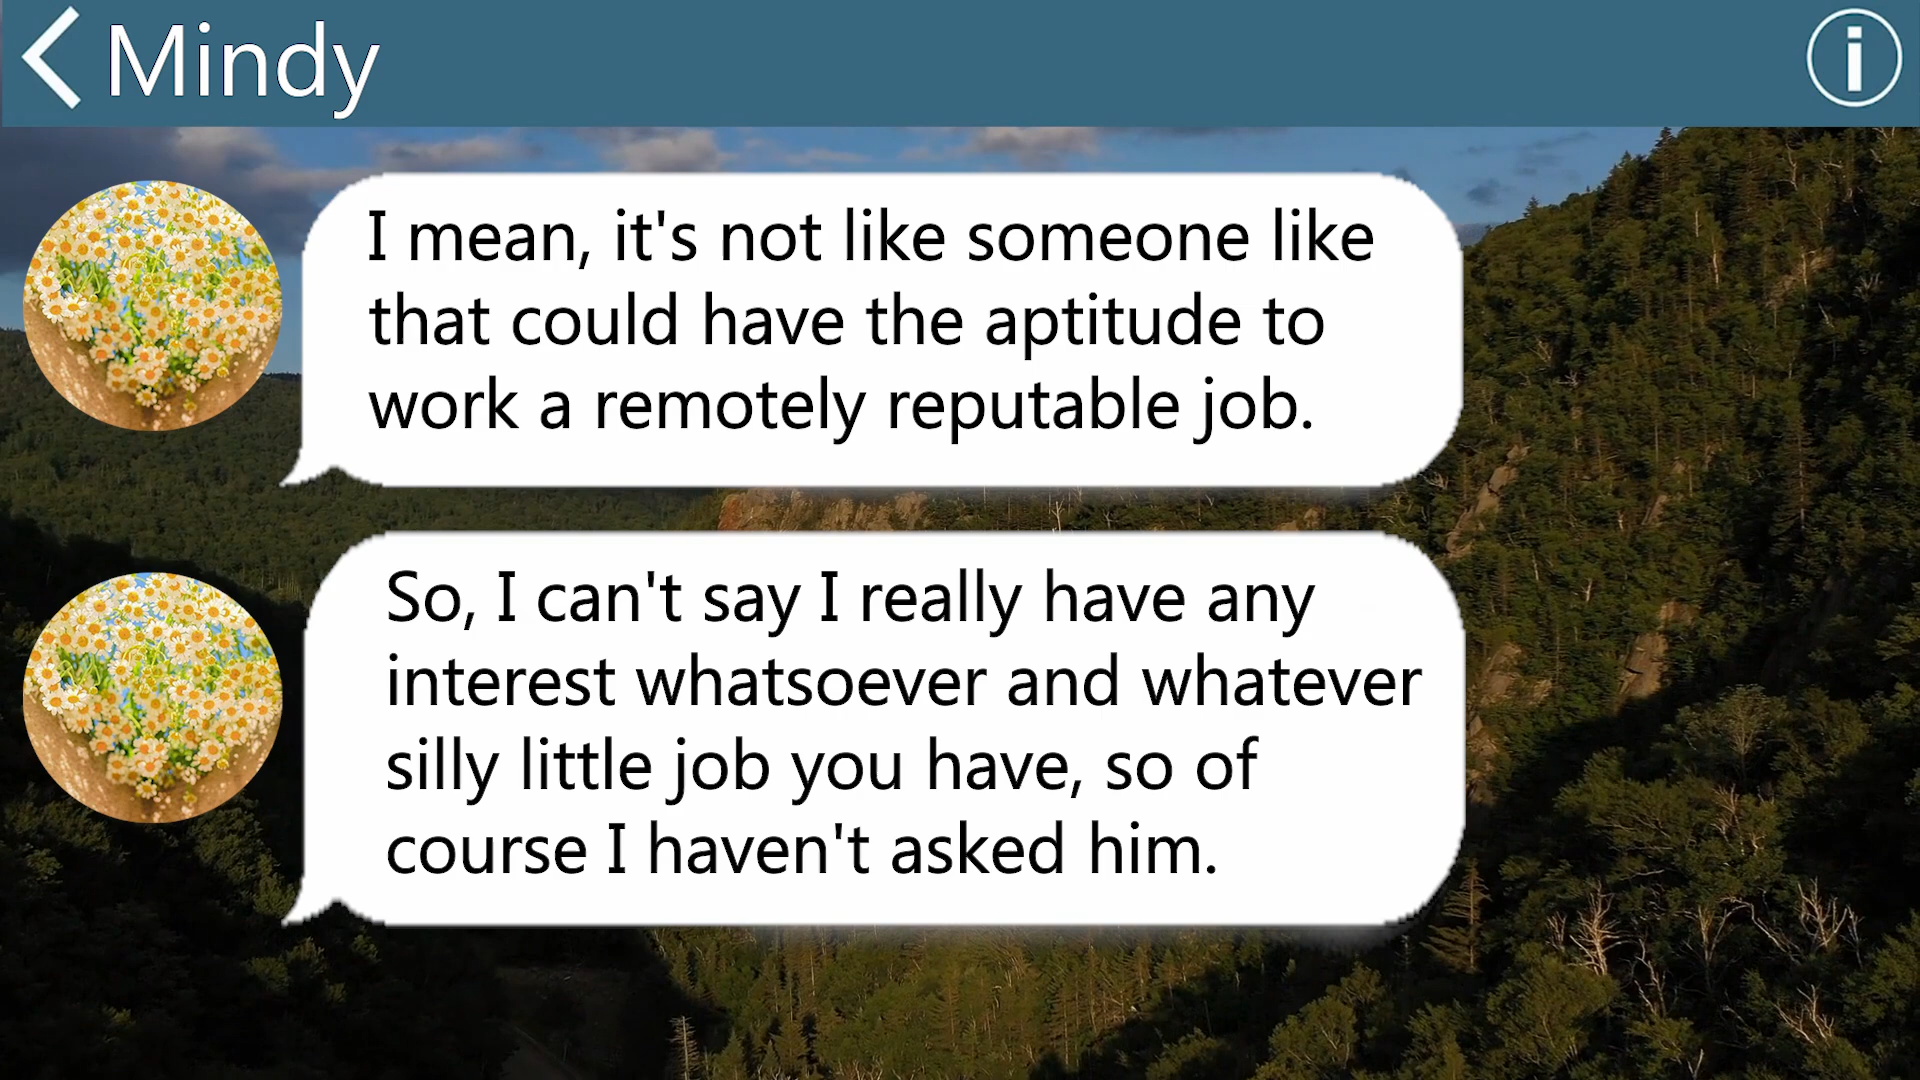 Mindy
I mean, it's not like someone like
that could have the aptitude to
work a remotely reputable job.
So, I can't say I really have any
interest whatsoever and whatever
silly little job you have, so of
course I haven't asked him.